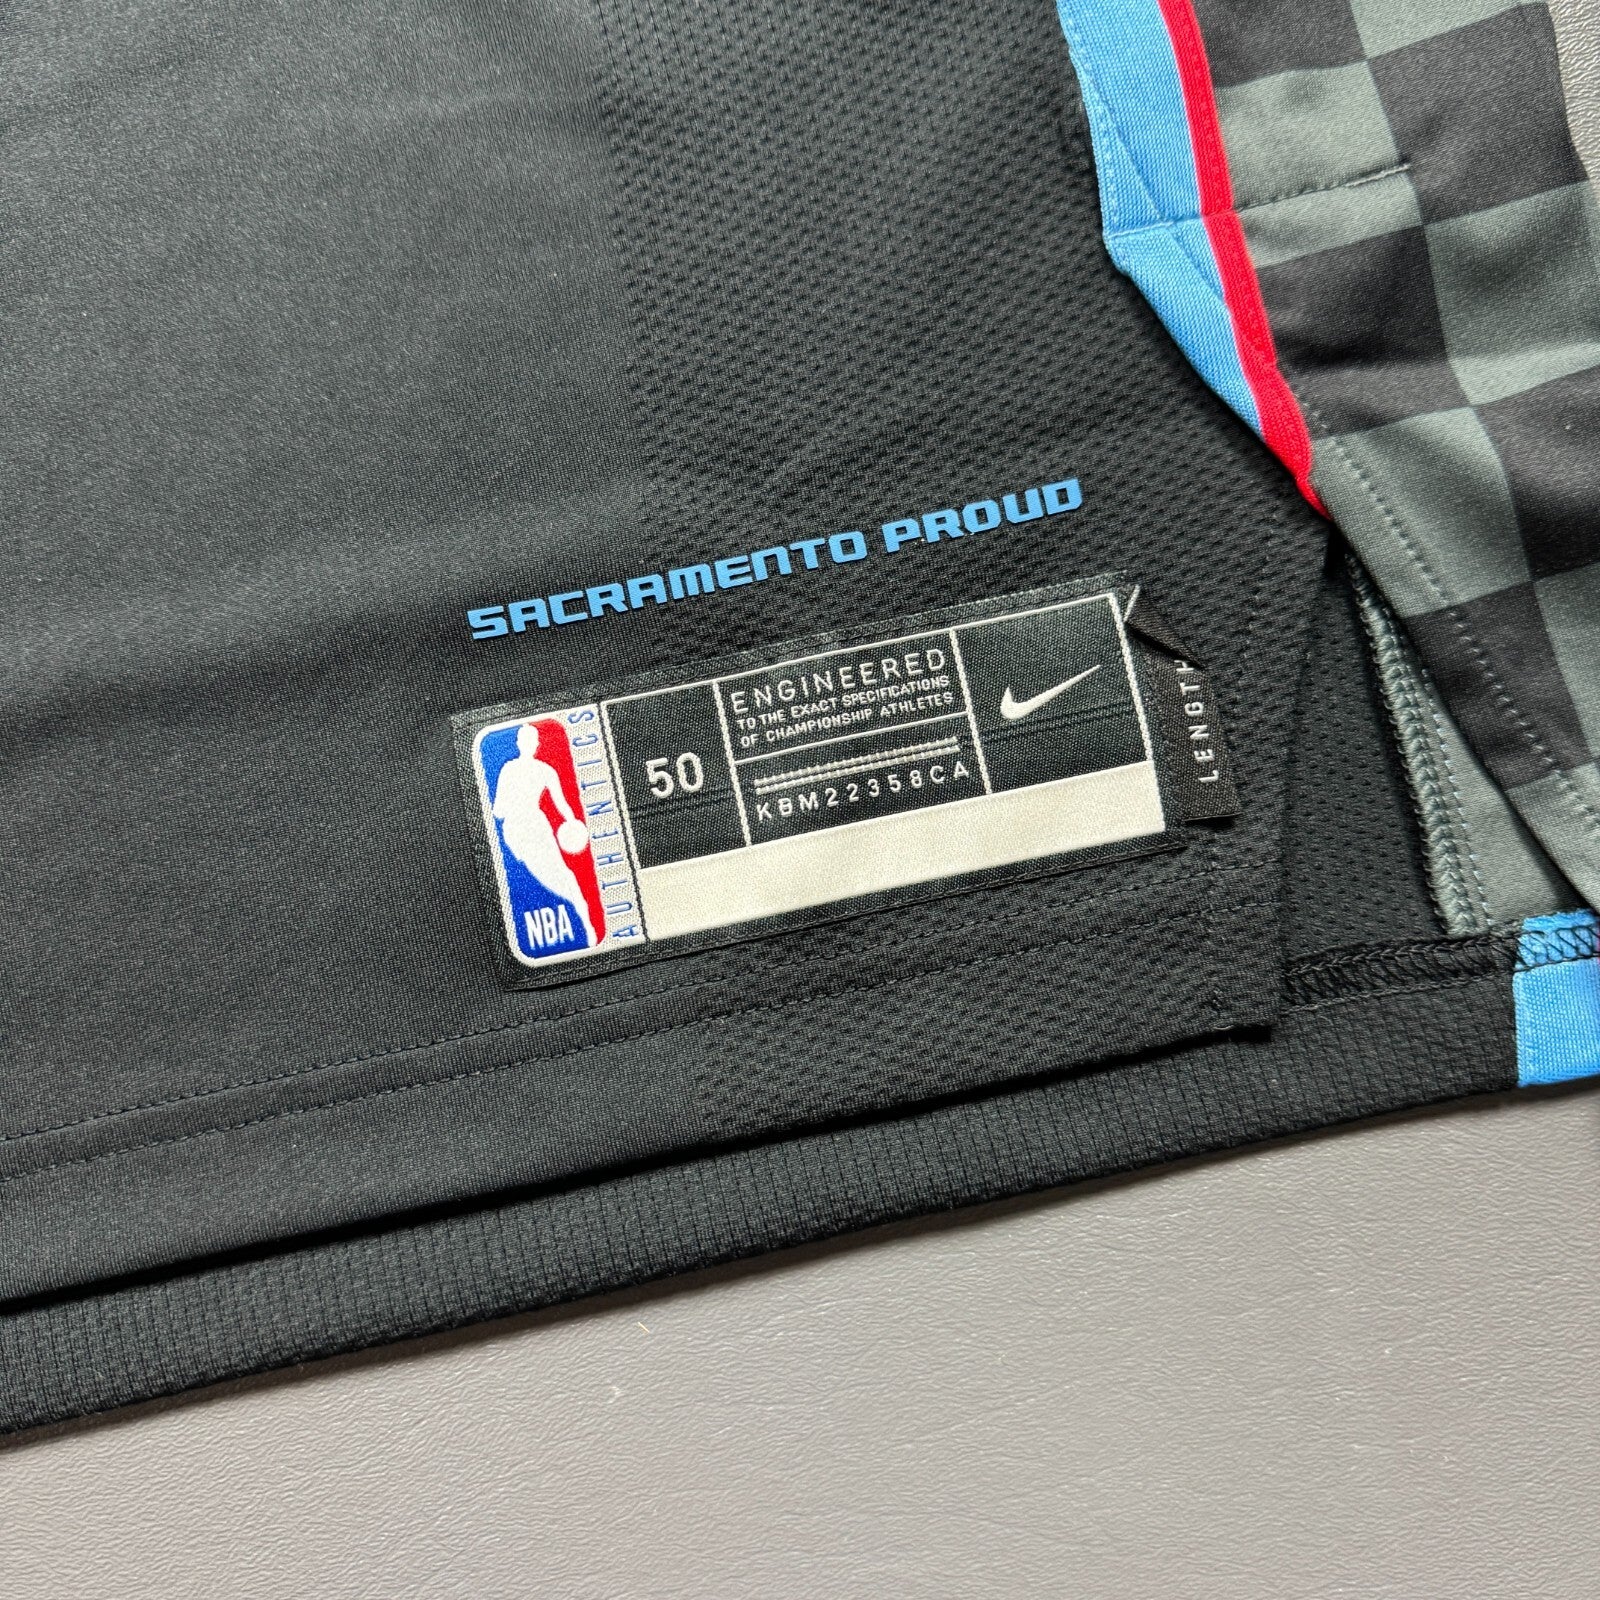 SACRAMENTO PROUD
NBA
AUTHENTICS
50
ENGINEERED
TO THE EXACT SPECIFICATIONS
OF CHAMPIONSHIP ATHLETES
KBM22358CA
LENGTH